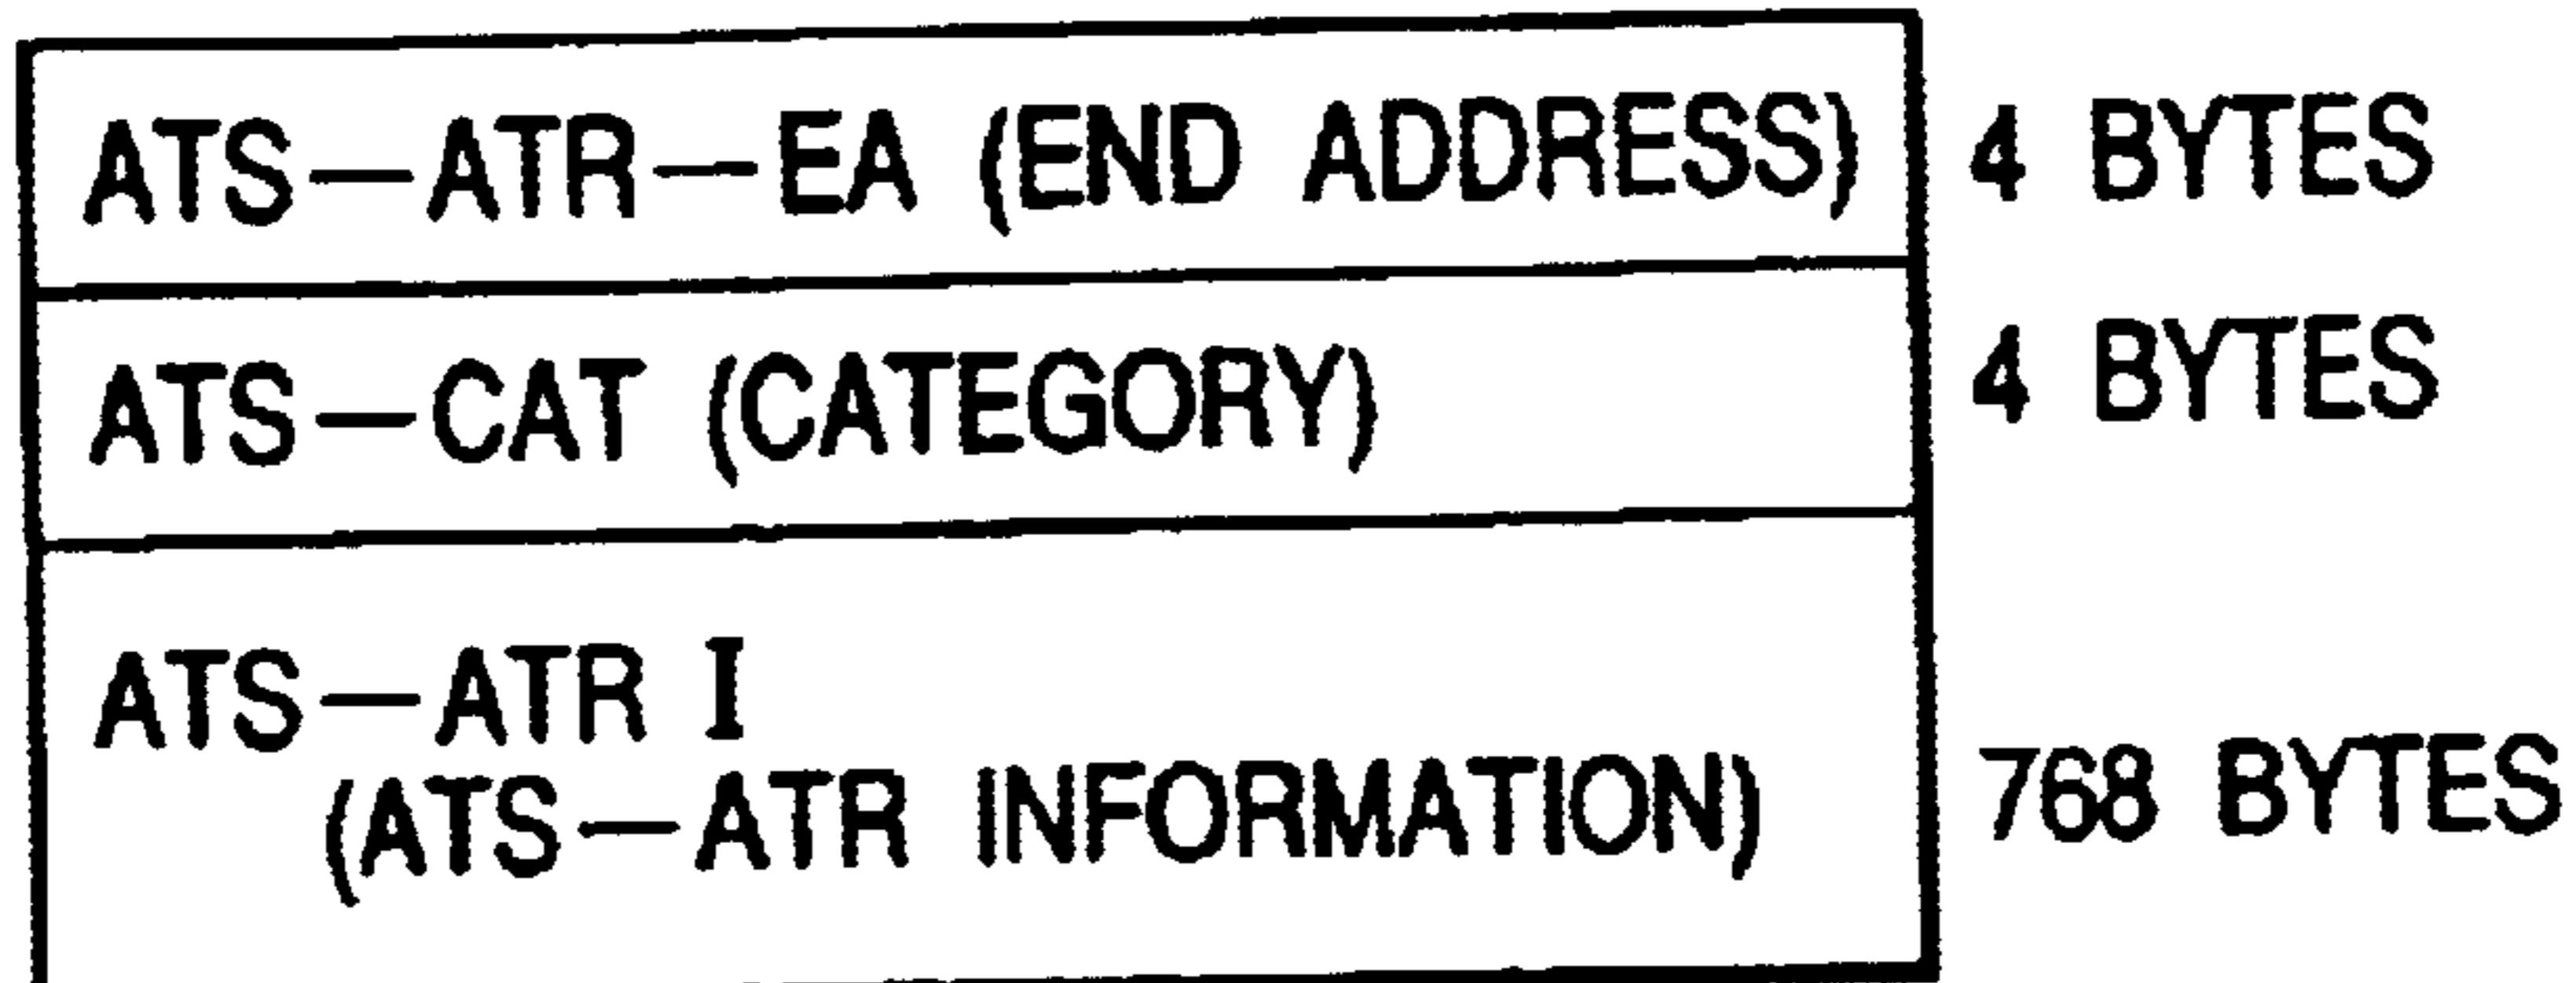 ATS—ATR—EA (END ADDRESS) 4 BYTES
ATS—CAT (CATEGORY) 4 BYTES
ATS—ATR I
(ATS—ATR INFORMATION) 768 BYTES